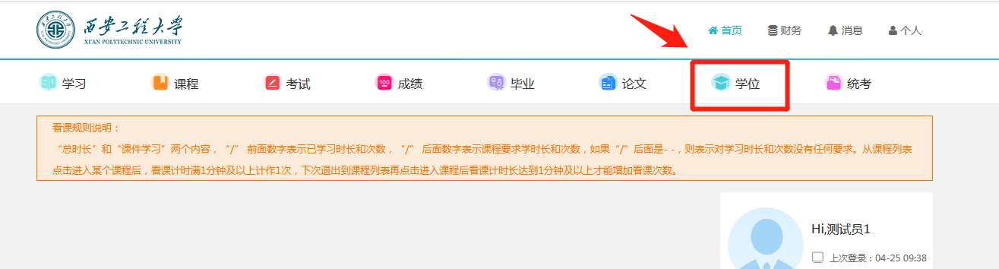 西安工程大学
XI'AN POLYTECHNIC UNIVERSITY
首页 财务 消息 个人
学习 课程 考试 100 成绩 毕业 论文 学位 统考
看课规则说明：
“总时长”和“课件学习”两个内容，“/” 前面数字表示已学习时长和次数，“/” 后面数字表示课程要求学时长和次数，如果“/”后面是- -，则表示对学习时长和次数没有任何要求。从课程列表
点击进入某个课程后，看课计时满1分钟及以上计作1次，下次退出到课程列表再点击进入课程后看课计时长达到1分钟及以上才能增加看课次数。
Hi,测试员1
上次登录：04-25 09:38